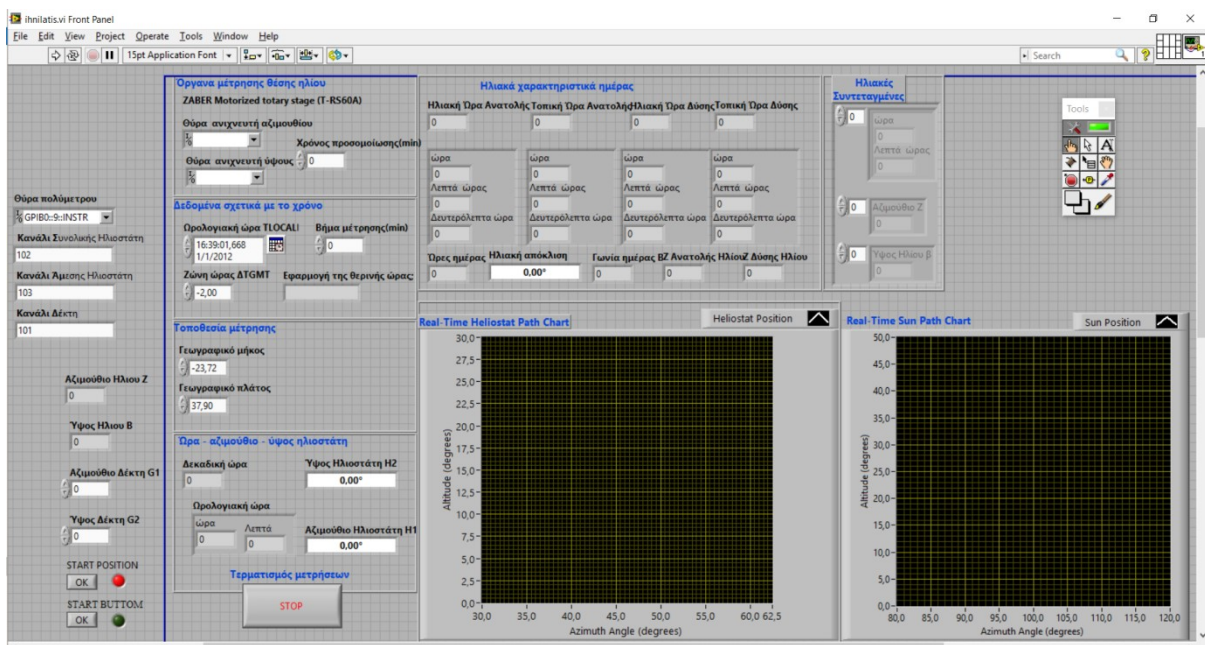 ihnilatis.vi Front Panel
File Edit View Project Operate Tools Window Help
15pt Application Font
Search
Θύρα πολύμετρου
GPIB0::9::INSTR
Κανάλι Συνολικής Ηλιοστάτη
102
Κανάλι Άμεσης Ηλιοστάτη
103
Κανάλι Δέκτη
101
Αζιμούθιο Ηλιου Ζ
0
Ύψος Ηλιου Β
0
Αζιμούθιο Δέκτη G1
0
Ύψος Δέκτη G2
0
START POSITION
OK
START BUTTOM
OK
Όργανα μέτρησης θέσης ηλίου
ZABER Motorized totary stage (T-RS60A)
Θύρα ανιχνευτή αζιμουθίου
Χρόνος προσομοίωσης(min)
Θύρα ανιχνευτή ύψους
0
Δεδομένα σχετικά με το χρόνο
Ωρολογιακή ώρα TLOCAL
Βήμα μέτρησης(min)
16:39:01,668
1/1/2012
0
Ζώνη ώρας ΔTGMT
Εφαρμογή της θερινής ώρας;
-2,00
Τοποθεσία μέτρησης
Γεωγραφικό μήκος
-23,72
Γεωγραφικό πλάτος
37,90
Ώρα - αζιμούθιο - ύψος ηλιοστάτη
Δεκαδική ώρα
Ύψος Ηλιοστάτη H2
0
0,00°
Ωρολογιακή ώρα
ώρα
Λεπτά
Αζιμούθιο Ηλιοστάτη H1
0
0
0,00°
Τερματισμός μετρήσεων
STOP
Ηλιακά χαρακτηριστικά ημέρας
Ηλιακή Ώρα Ανατολής Τοπική Ώρα Ανατολής Ηλιακή Ώρα Δύσης Τοπική Ώρα Δύσης
0 0 0 0
ώρα ώρα ώρα ώρα
0 0 0 0
Λεπτά ώρας Λεπτά ώρας Λεπτά ώρας Λεπτά ώρας
0 0 0 0
Δευτερόλεπτα ώρα Δευτερόλεπτα ώρα Δευτερόλεπτα ώρα Δευτερόλεπτα ώρα
0 0 0 0
Ώρες ημέρας Ηλιακή απόκλιση Γωνία ημέρας Β Ζ Ανατολής Ηλίου Ζ Δύσης Ηλίου
0 0,00° 0 0 0
Ηλιακές
Συντεταγμένες
0
ώρα
0
Λεπτά ώρας
0
0
Αζιμούθιο Ζ
0
0
Ύψος Ηλίου β
0
Tools
Real-Time Heliostat Path Chart
Heliostat Position
Altitude (degrees)
30,0
27,5
25,0
22,5
20,0
17,5
15,0
12,5
10,0
7,5
5,0
2,5
0,0
30,0 35,0 40,0 45,0 50,0 55,0 60,0 62,5
Azimuth Angle (degrees)
Real-Time Sun Path Chart
Sun Position
Altitude (degrees)
50,0
45,0
40,0
35,0
30,0
25,0
20,0
15,0
10,0
5,0
0,0
80,0 85,0 90,0 95,0 100,0 105,0 110,0 115,0 120,0
Azimuth Angle (degrees)